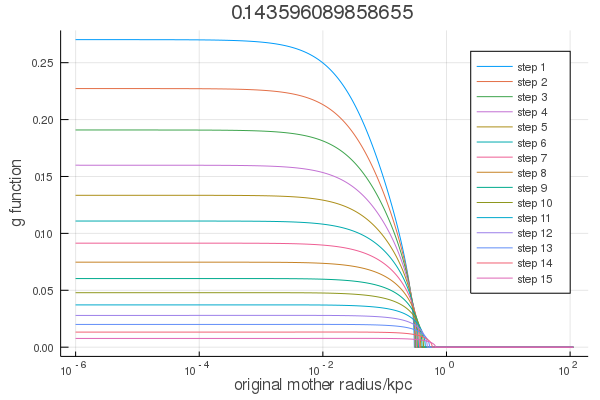 0.143596089858655
g function
0.25
0.20
0.15
0.10
0.05
0.00
step 1
step 2
step 3
step 4
step 5
step 6
step 7
step 8
step 9
step 10
step 11
step 12
step 13
step 14
step 15
10^-6
10^-4
10^-2
10^0
10^2
original mother radius/kpc